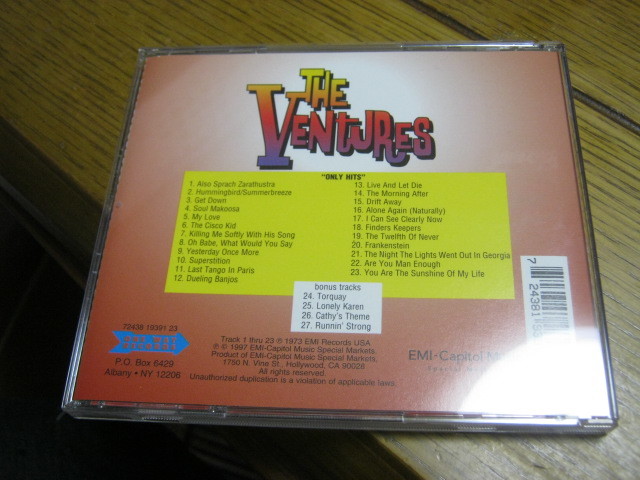 THE
VENTURES
"ONLY HITS"
1. Also Sprach Zarathustra
2. Hummingbird/Summerbreeze
3. Get Down
4. Soul Makoosa
5. My Love
6. The Cisco Kid
7. Killing Me Softly With His Song
8. Oh Babe, What Would You Say
9. Yesterday Once More
10. Superstition
11. Last Tango In Paris
12. Dueling Banjos
13. Live And Let Die
14. The Morning After
15. Drift Away
16. Alone Again (Naturally)
17. I Can See Clearly Now
18. Finders Keepers
19. The Twelfth Of Never
20. Frankenstein
21. The Night The Lights Went Out In Georgia
22. Are You Man Enough
23. You Are The Sunshine Of My Life
bonus tracks
24. Torquay
25. Lonely Karen
26. Cathy's Theme
27. Runnin' Strong
72438 19391 23
ONE WAY
RECORDS
P.O. Box 6429
Albany • NY 12206
Track 1 thru 23 ℗ 1973 EMI Records USA
℗ © 1997 EMI-Capitol Music Special Markets.
Product of EMI-Capitol Music Special Markets,
1750 N. Vine St., Hollywood, CA 90028.
All rights reserved.
Unauthorized duplication is a violation of applicable laws.
EMI•Capitol M
7 24381